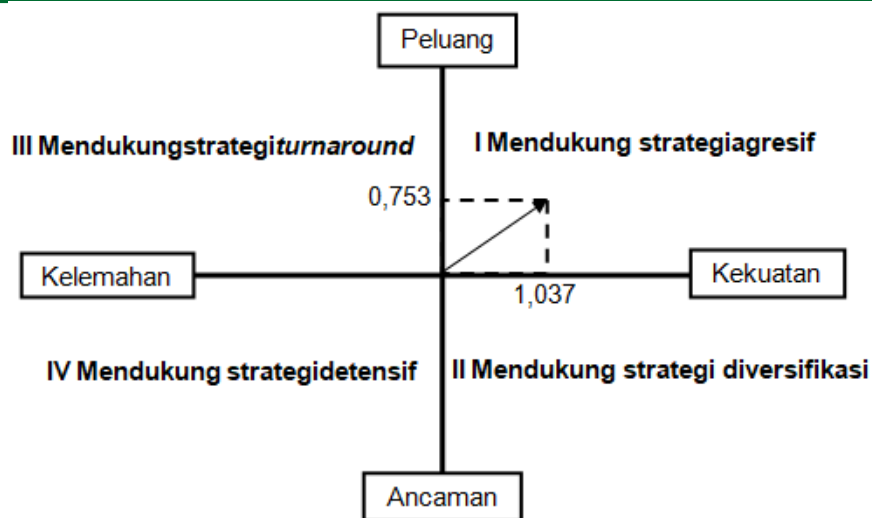 Peluang
III Mendukungstrategiturnaround
I Mendukung strategiagresif
0,753
Kelemahan
Kekuatan
1,037
IV Mendukung strategidetensif
II Mendukung strategi diversifikasi
Ancaman